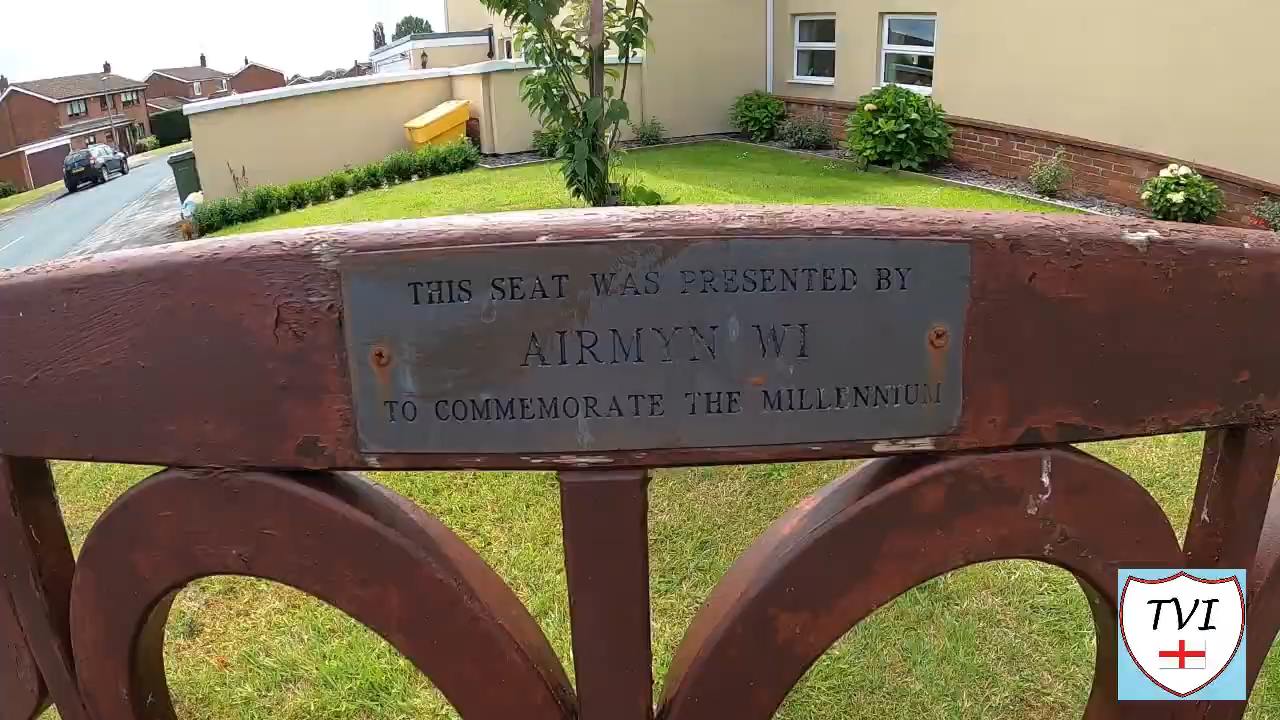 THIS SEAT WAS PRESENTED BY
AIRMYN WI
TO COMMEMORATE THE MILLENNIUM
TVI